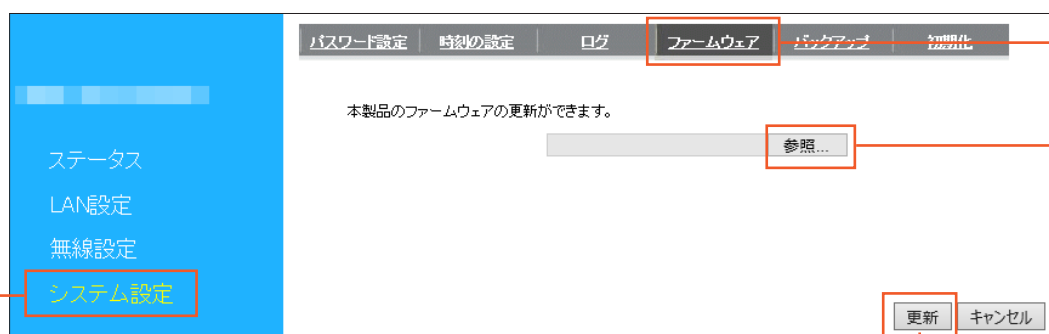 パスワード設定 時刻の設定 ログ ファームウェア バックアップ 初期化
本製品のファームウェアの更新ができます。
参照...
ステータス
LAN設定
無線設定
システム設定
更新 キャンセル